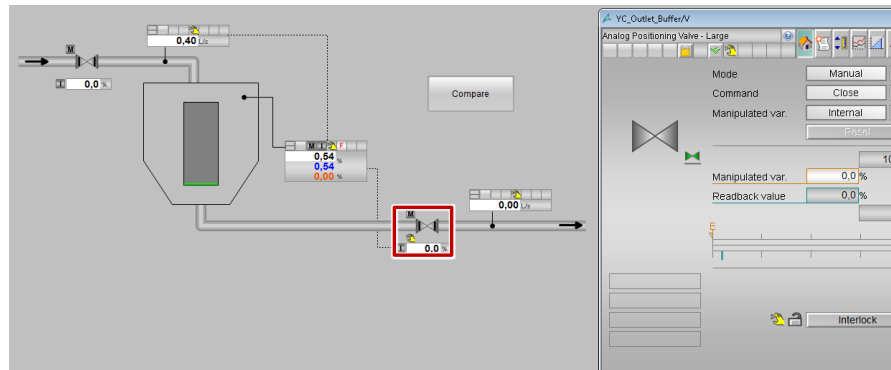 0,40 L/s
M
I 0,0 %
Compare
M I F
0,54
0,54 %
0,00
M
I 0.0 %
0,00 L/s
YC_Outlet_Buffer/V
Analog Positioning Valve - Large
Mode Manual
Command Close
Manipulated var. Internal
Reset
10
Manipulated var. 0,0 %
Readback value 0,0 %
E
Interlock